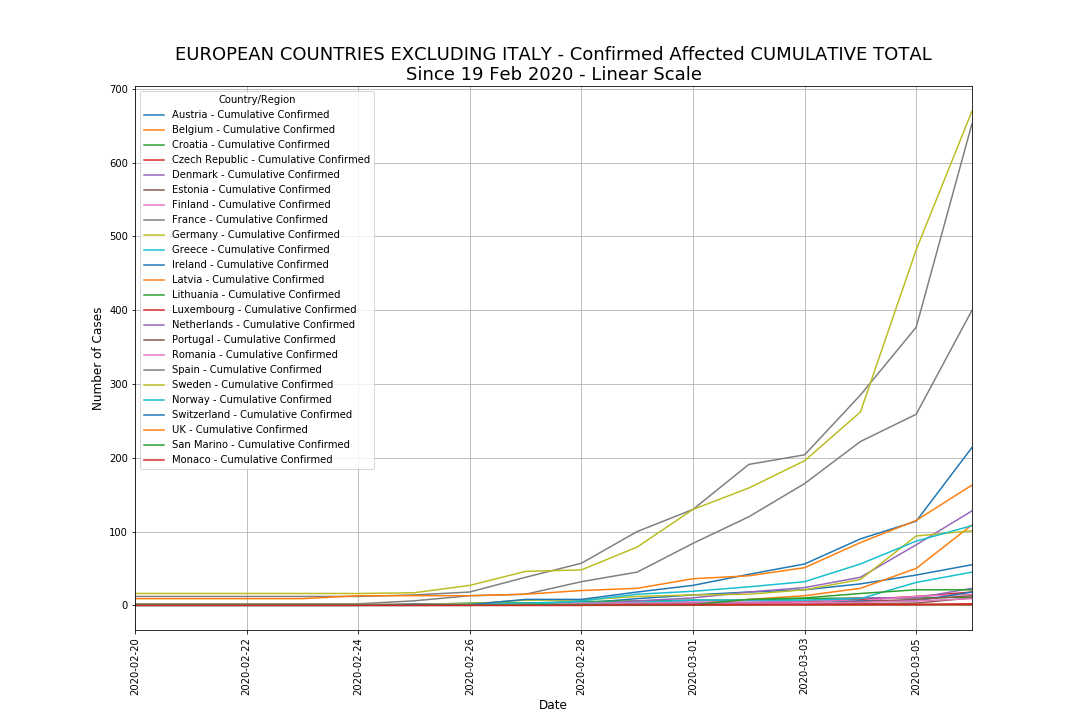 EUROPEAN COUNTRIES EXCLUDING ITALY - Confirmed Affected CUMULATIVE TOTAL
Since 19 Feb 2020 - Linear Scale
Country/Region
Austria - Cumulative Confirmed
Belgium - Cumulative Confirmed
Croatia - Cumulative Confirmed
Czech Republic - Cumulative Confirmed
Denmark - Cumulative Confirmed
Estonia - Cumulative Confirmed
Finland - Cumulative Confirmed
France - Cumulative Confirmed
Germany - Cumulative Confirmed
Greece - Cumulative Confirmed
Ireland - Cumulative Confirmed
Latvia - Cumulative Confirmed
Lithuania - Cumulative Confirmed
Luxembourg - Cumulative Confirmed
Netherlands - Cumulative Confirmed
Portugal - Cumulative Confirmed
Romania - Cumulative Confirmed
Spain - Cumulative Confirmed
Sweden - Cumulative Confirmed
Norway - Cumulative Confirmed
Switzerland - Cumulative Confirmed
UK - Cumulative Confirmed
San Marino - Cumulative Confirmed
Monaco - Cumulative Confirmed
Number of Cases
700
600
500
400
300
200
100
0
2020-02-20
2020-02-22
2020-02-24
2020-02-26
2020-02-28
2020-03-01
2020-03-03
2020-03-05
Date